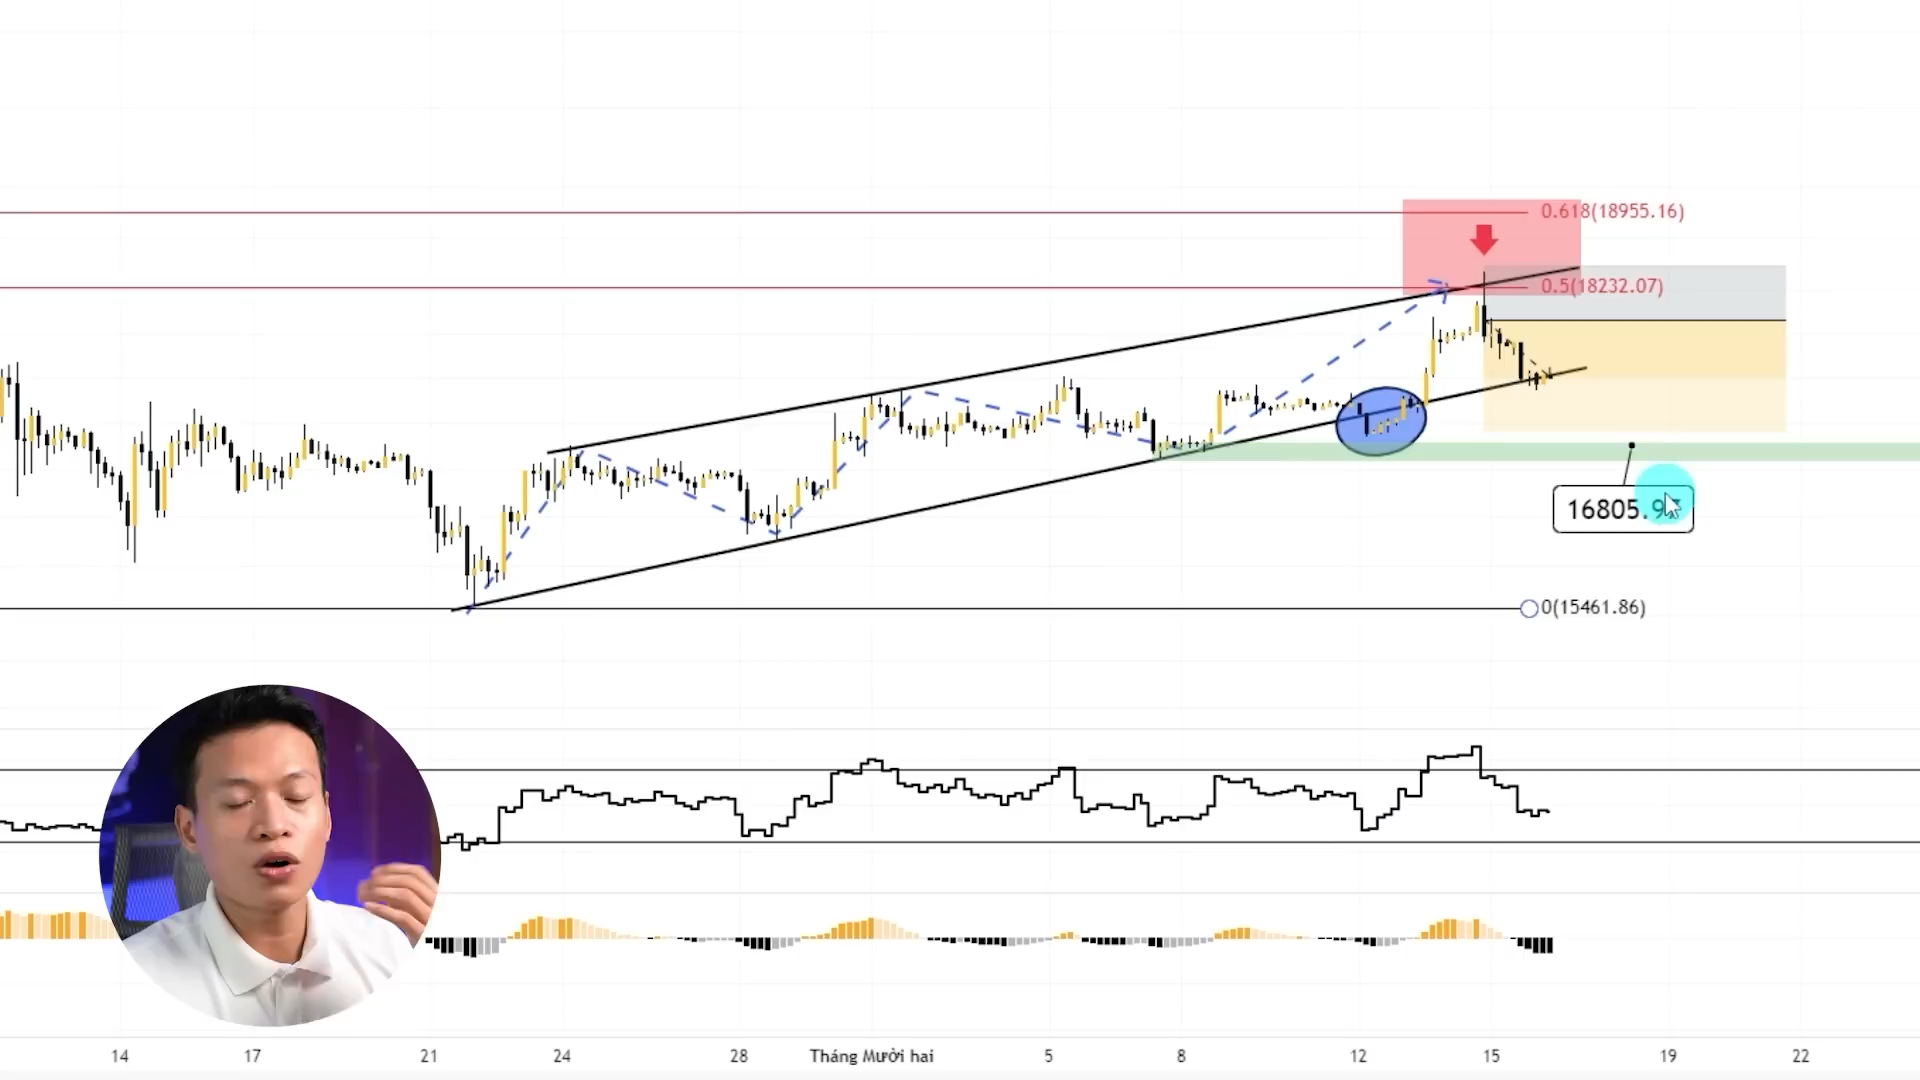 0.618(18955.16)
0.5(18232.07)
16805.9
0(15461.86)
14 17 21 24 28 Tháng Mười hai 5 8 12 15 19 22